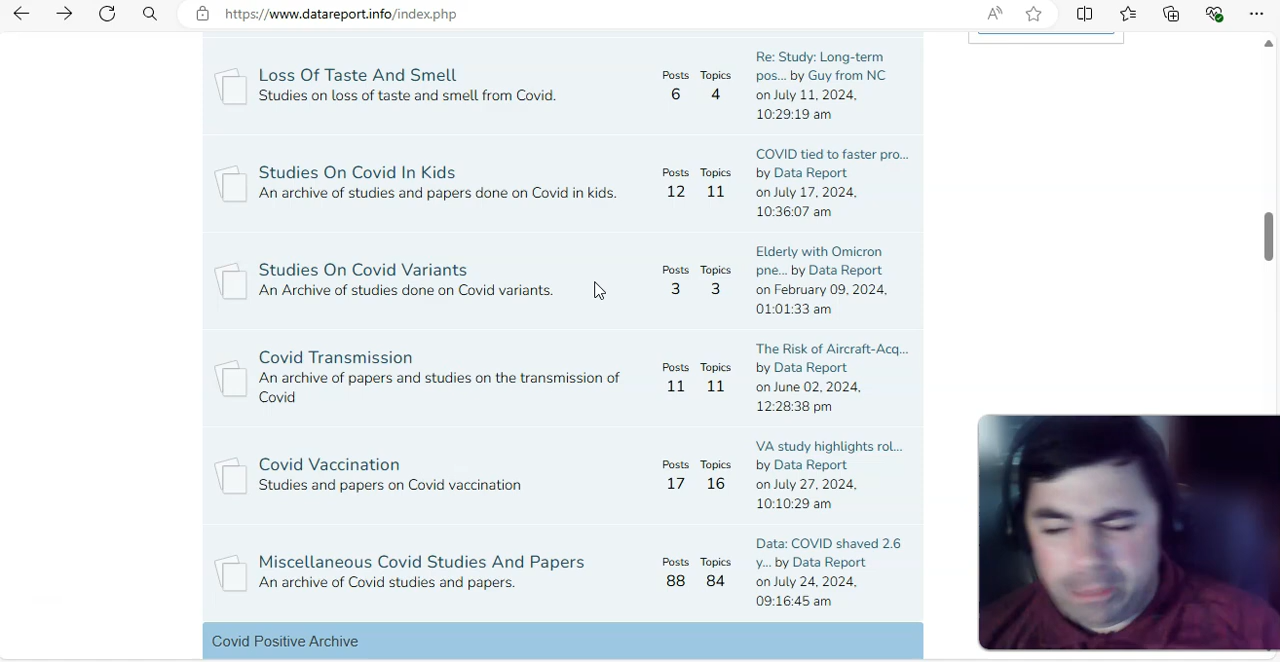 https://www.datareport.info/index.php
Loss Of Taste And Smell
Studies on loss of taste and smell from Covid.
Posts
6
Topics
4
Re: Study: Long-term
pos... by Guy from NC
on July 11, 2024,
10:29:19 am
Studies On Covid In Kids
An archive of studies and papers done on Covid in kids.
Posts
12
Topics
11
COVID tied to faster pro...
by Data Report
on July 17, 2024,
10:36:07 am
Studies On Covid Variants
An Archive of studies done on Covid variants.
Posts
3
Topics
3
Elderly with Omicron
pne... by Data Report
on February 09, 2024,
01:01:33 am
Covid Transmission
An archive of papers and studies on the transmission of
Covid
Posts
11
Topics
11
The Risk of Aircraft-Acq...
by Data Report
on June 02, 2024,
12:28:38 pm
Covid Vaccination
Studies and papers on Covid vaccination
Posts
17
Topics
16
VA study highlights rol...
by Data Report
on July 27, 2024,
10:10:29 am
Miscellaneous Covid Studies And Papers
An archive of Covid studies and papers.
Posts
88
Topics
84
Data: COVID shaved 2.6
y... by Data Report
on July 24, 2024,
09:16:45 am
Covid Positive Archive